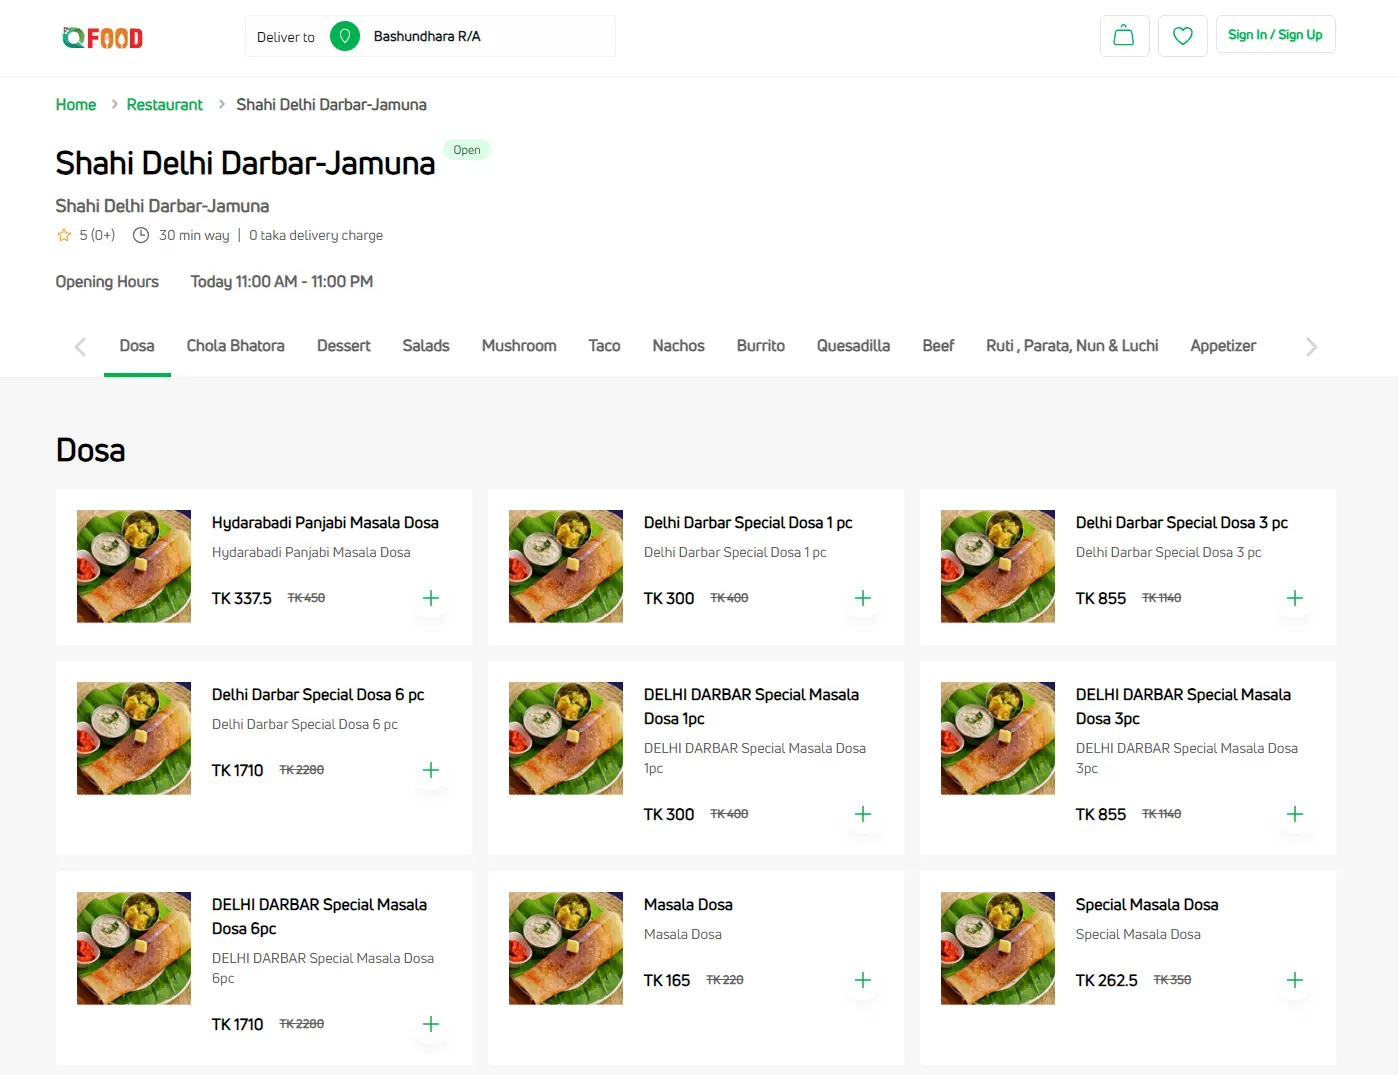 QFOOD
Deliver to Bashundhara R/A
Sign In / Sign Up
Home > Restaurant > Shahi Delhi Darbar-Jamuna
Shahi Delhi Darbar-Jamuna Open
Shahi Delhi Darbar-Jamuna
5 (0+) 30 min way | 0 taka delivery charge
Opening Hours Today 11:00 AM - 11:00 PM
Dosa Chola Bhatora Dessert Salads Mushroom Taco Nachos Burrito Quesadilla Beef Ruti , Parata, Nun & Luchi Appetizer
Dosa
Hydarabadi Panjabi Masala Dosa
Hydarabadi Panjabi Masala Dosa
TK 337.5 TK 450
Delhi Darbar Special Dosa 1 pc
Delhi Darbar Special Dosa 1 pc
TK 300 TK 400
Delhi Darbar Special Dosa 3 pc
Delhi Darbar Special Dosa 3 pc
TK 855 TK 1140
Delhi Darbar Special Dosa 6 pc
Delhi Darbar Special Dosa 6 pc
TK 1710 TK 2280
DELHI DARBAR Special Masala
Dosa 1pc
DELHI DARBAR Special Masala Dosa
1pc
TK 300 TK 400
DELHI DARBAR Special Masala
Dosa 3pc
DELHI DARBAR Special Masala Dosa
3pc
TK 855 TK 1140
DELHI DARBAR Special Masala
Dosa 6pc
DELHI DARBAR Special Masala Dosa
6pc
TK 1710 TK 2280
Masala Dosa
Masala Dosa
TK 165 TK 220
Special Masala Dosa
Special Masala Dosa
TK 262.5 TK 350